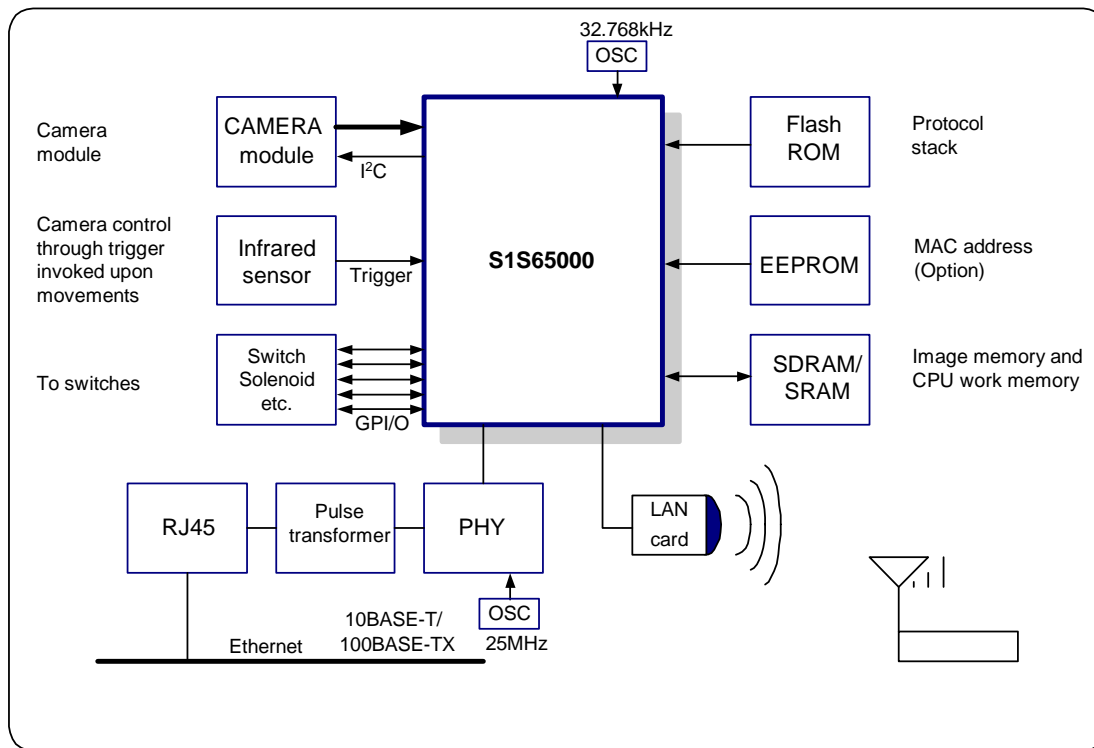 32.768kHz
OSC
Camera
module
CAMERA
module
I²C
Flash
ROM
Protocol
stack
Camera control
through trigger
invoked upon
movements
Infrared
sensor
Trigger
S1S65000
EEPROM
MAC address
(Option)
To switches
Switch
Solenoid
etc.
GPI/O
SDRAM/
SRAM
Image memory and
CPU work memory
RJ45
Pulse
transformer
PHY
LAN
card
OSC
25MHz
10BASE-T/
100BASE-TX
Ethernet